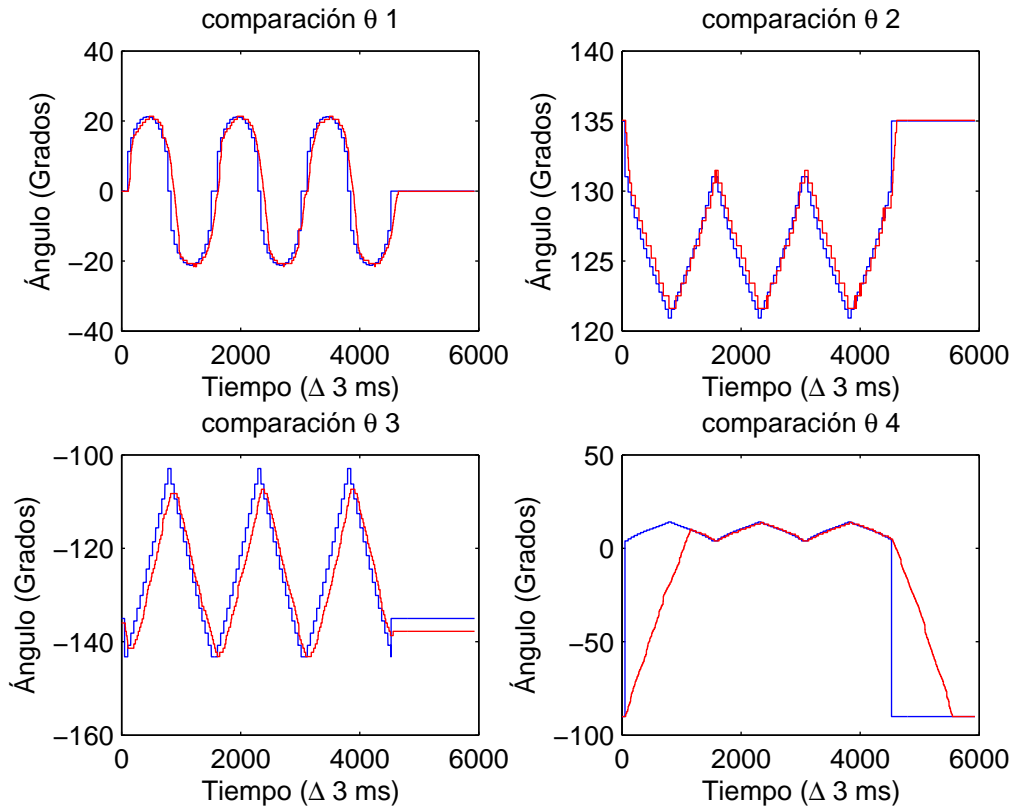 comparación θ 1
40
20
0
−20
−40
Ángulo (Grados)
0 2000 4000 6000
Tiempo (Δ 3 ms)
comparación θ 2
140
135
130
125
120
Ángulo (Grados)
0 2000 4000 6000
Tiempo (Δ 3 ms)
comparación θ 3
−100
−120
−140
−160
Ángulo (Grados)
0 2000 4000 6000
Tiempo (Δ 3 ms)
comparación θ 4
50
0
−50
−100
Ángulo (Grados)
0 2000 4000 6000
Tiempo (Δ 3 ms)